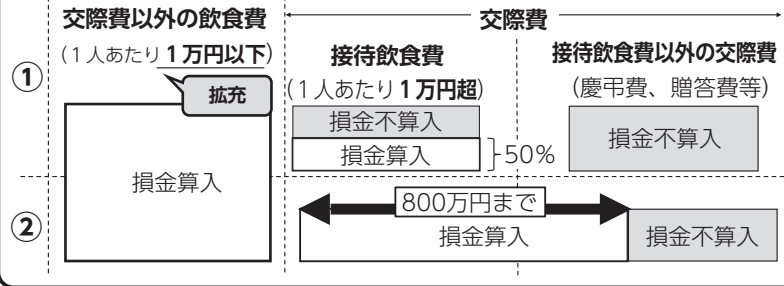 交際費以外の飲食費
交際費
(1人あたり1万円以下)
拡充
接待飲食費
(1人あたり1万円超)
接待飲食費以外の交際費
(慶弔費、贈答費等)
①
損金不算入
損金算入
50%
損金不算入
損金算入
②
800万円まで
損金算入
損金不算入